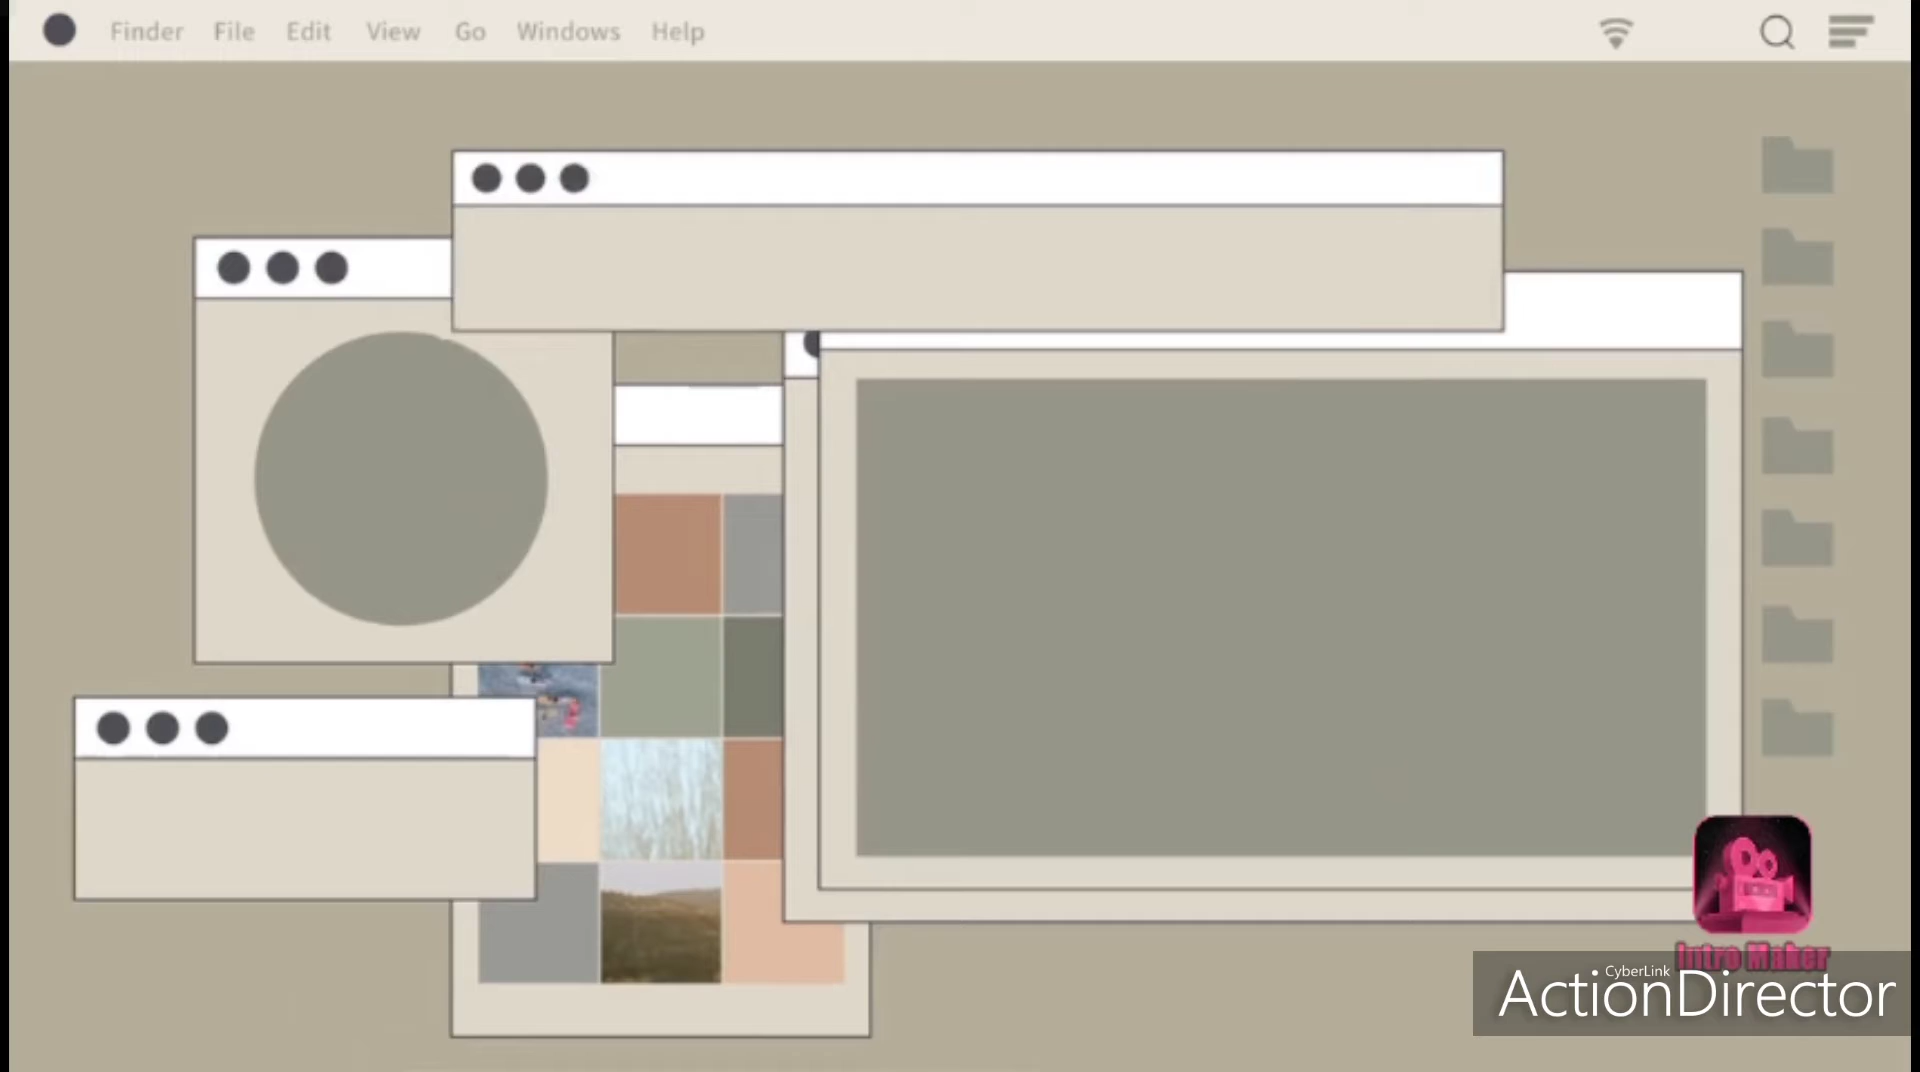 Finder File Edit View Go Windows Help
Intro Maker
CyberLink
ActionDirector